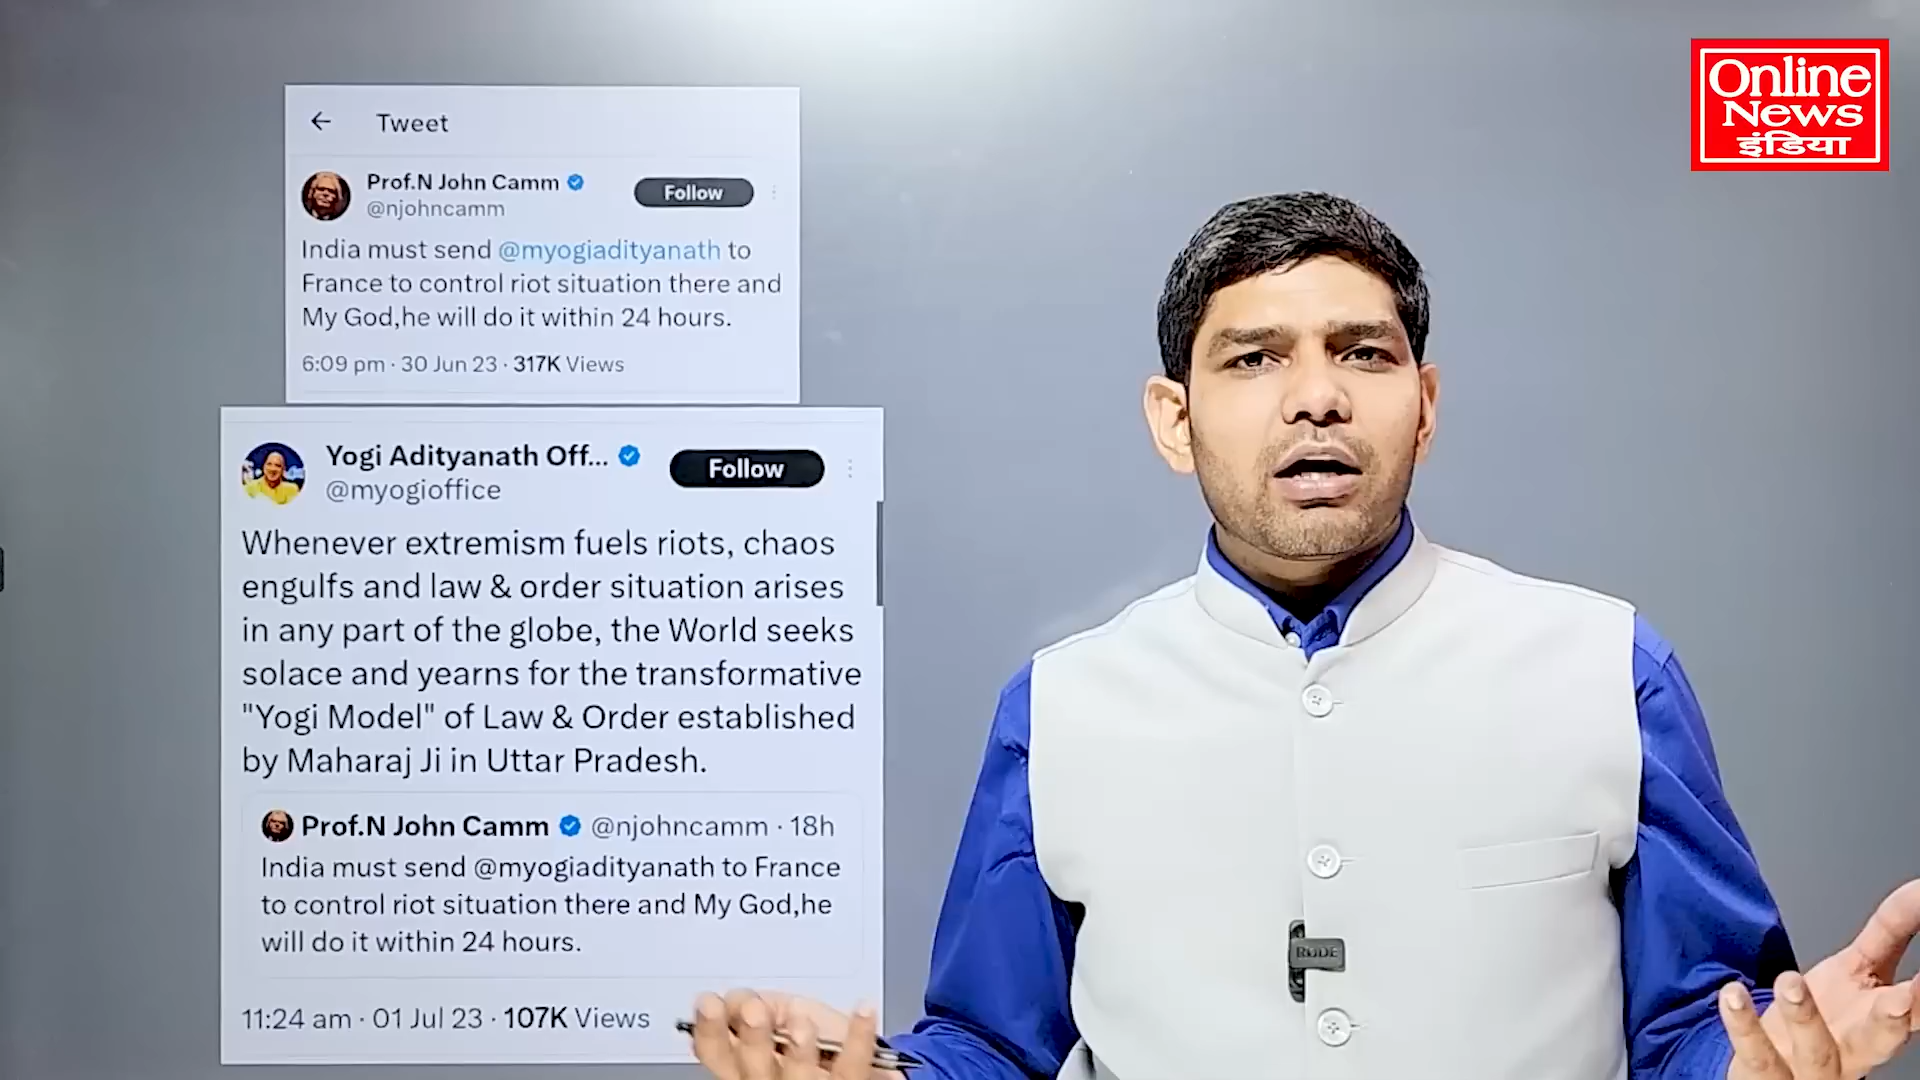 Online
News
इंडिया
Tweet
Prof.N John Camm
Follow
@njohncamm
India must send @myogiadityanath to
France to control riot situation there and
My God,he will do it within 24 hours.
6:09 pm · 30 Jun 23 · 317K Views
Yogi Adityanath Off...
Follow
@myogioffice
Whenever extremism fuels riots, chaos
engulfs and law & order situation arises
in any part of the globe, the World seeks
solace and yearns for the transformative
"Yogi Model" of Law & Order established
by Maharaj Ji in Uttar Pradesh.
Prof.N John Camm @njohncamm · 18h
India must send @myogiadityanath to France
to control riot situation there and My God,he
will do it within 24 hours.
11:24 am · 01 Jul 23 · 107K Views
RØDE